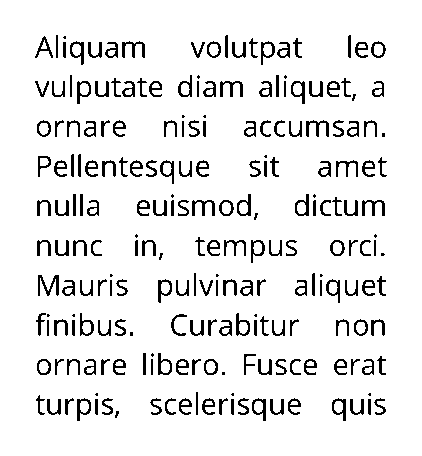 Aliquam volutpat leo
vulputate diam aliquet, a
ornare nisi accumsan.
Pellentesque sit amet
nulla euismod, dictum
nunc in, tempus orci.
Mauris pulvinar aliquet
finibus. Curabitur non
ornare libero. Fusce erat
turpis, scelerisque quis